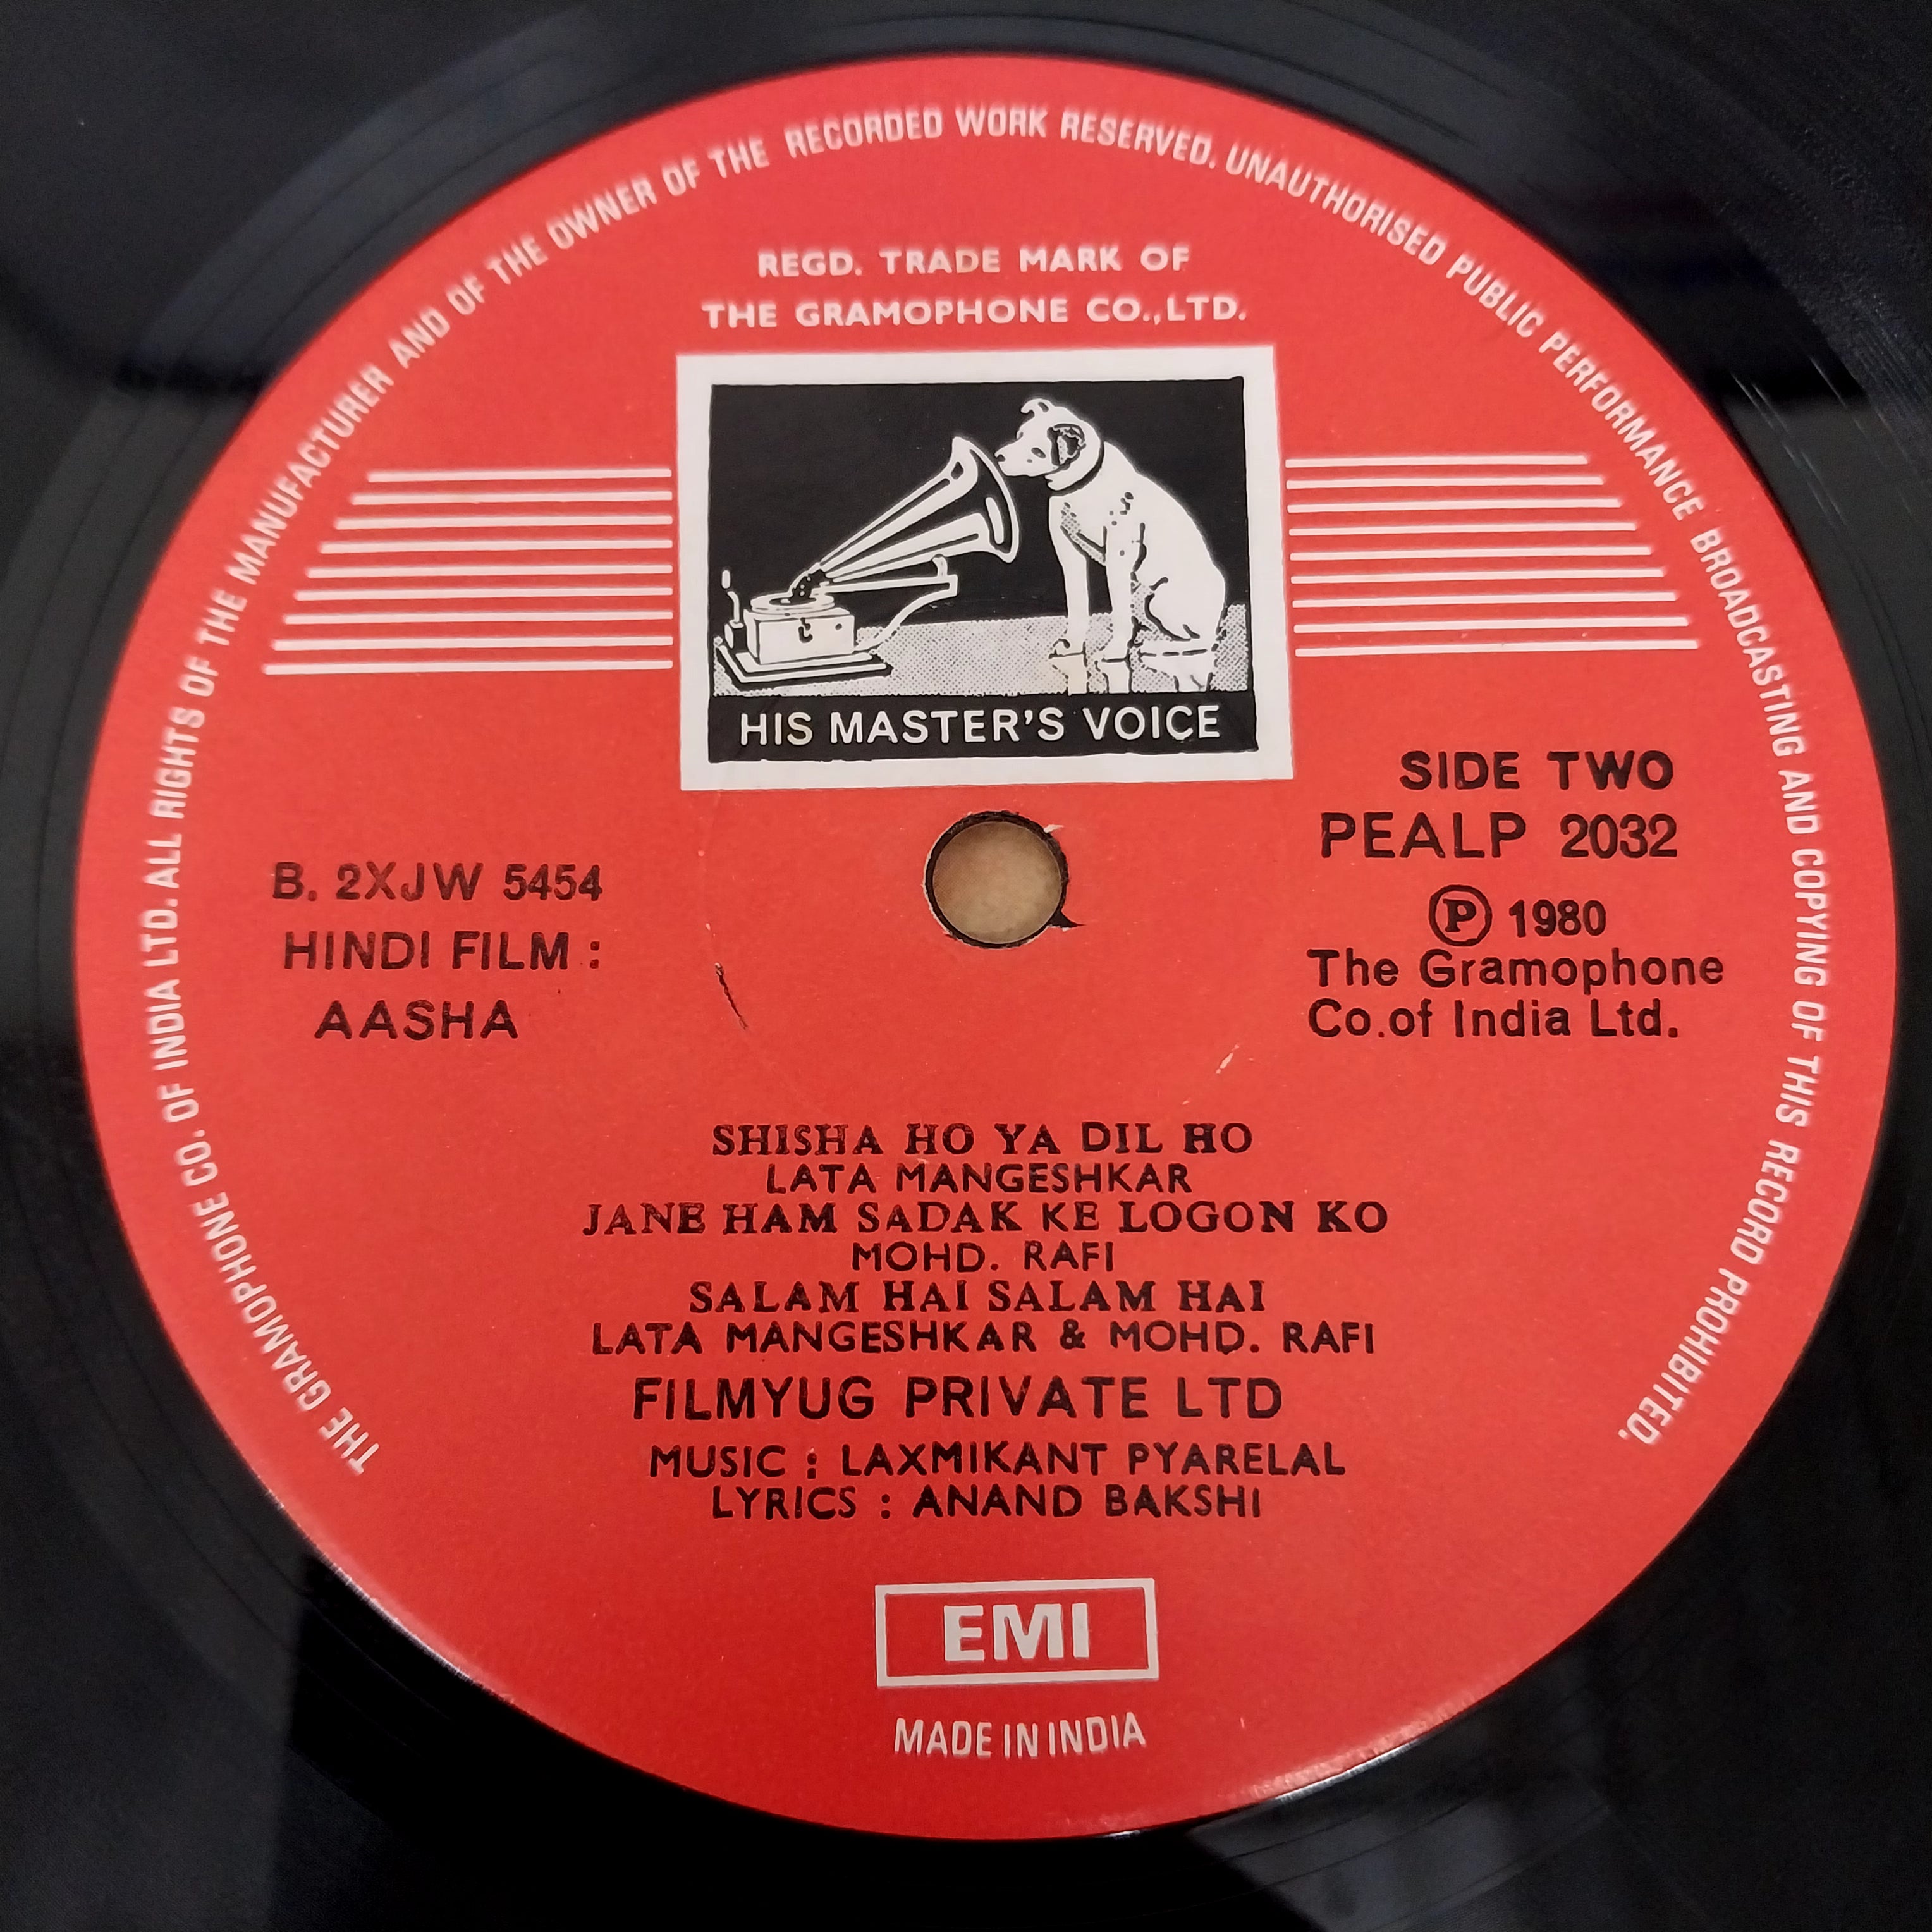 THE GRAMOPHONE CO. OF INDIA LTD. ALL RIGHTS OF THE MANUFACTURER AND OF THE OWNER OF THE RECORDED WORK RESERVED. UNAUTHORISED PUBLIC PERFORMANCE BROADCASTING AND COPYING OF THIS RECORD PROHIBITED.
REGD. TRADE MARK OF
THE GRAMOPHONE CO.,LTD.
HIS MASTER'S VOICE
SIDE TWO
PEALP 2032
Ⓟ 1980
The Gramophone
Co.of India Ltd.
B. 2XJW 5454
HINDI FILM :
AASHA
SHISHA HO YA DIL HO
LATA MANGESHKAR
JANE HAM SADAK KE LOGON KO
MOHD. RAFI
SALAM HAI SALAM HAI
LATA MANGESHKAR & MOHD. RAFI
FILMYUG PRIVATE LTD
MUSIC : LAXMIKANT PYARELAL
LYRICS : ANAND BAKSHI
EMI
MADE IN INDIA